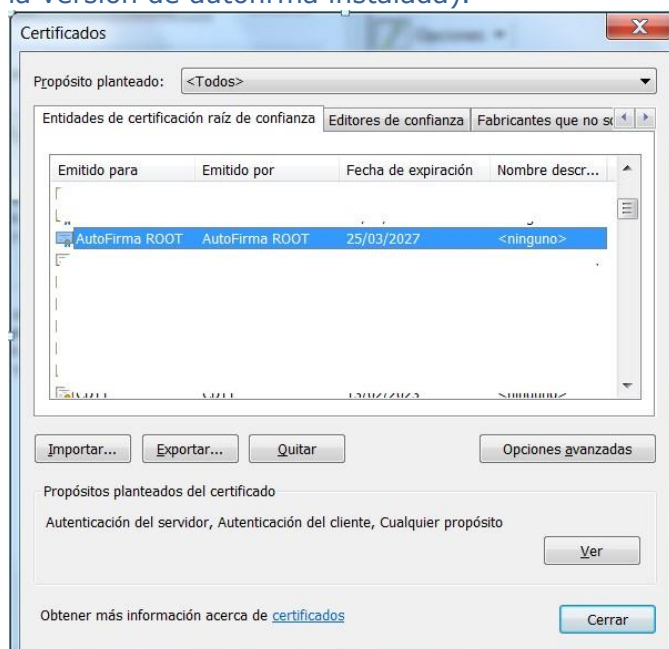 la versión de autofirma instalada).
Certificados
Opciones
X
Propósito planteado: <Todos>
Entidades de certificación raíz de confianza Editores de confianza Fabricantes que no so
Emitido para Emitido por Fecha de expiración Nombre descr...
AutoFirma ROOT AutoFirma ROOT 25/03/2027 <ninguno>
Importar... Exportar... Quitar Opciones avanzadas
Propósitos planteados del certificado
Autenticación del servidor, Autenticación del cliente, Cualquier propósito
Ver
Obtener más información acerca de certificados
Cerrar